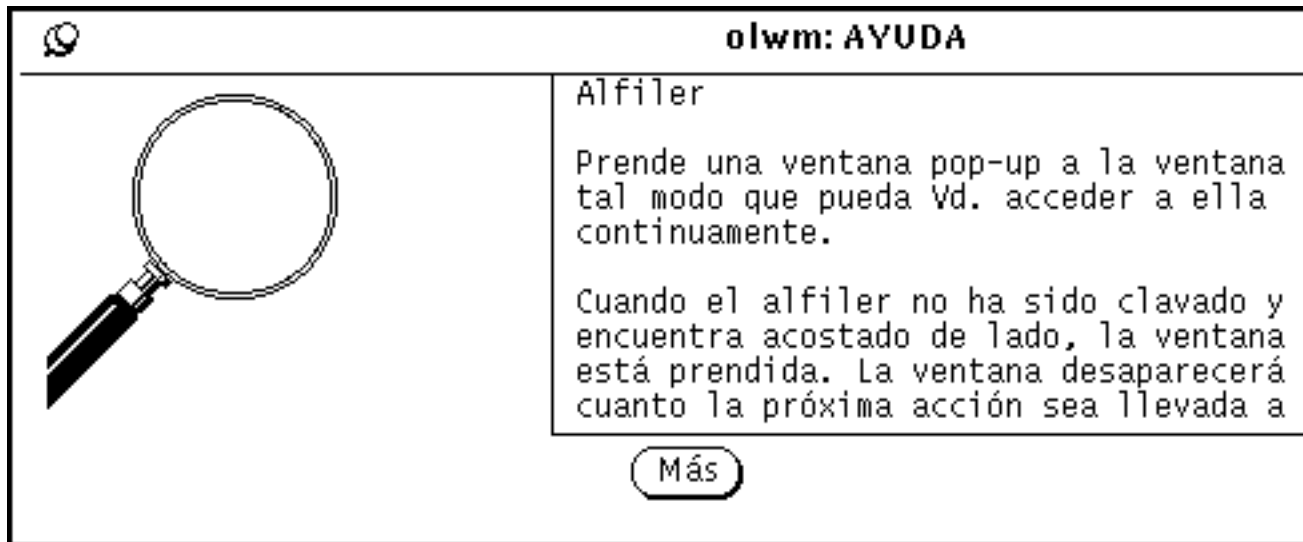 olwm: AYUDA
Alfiler
Prende una ventana pop-up a la ventana
tal modo que pueda Vd. acceder a ella
continuamente.
Cuando el alfiler no ha sido clavado y
encuentra acostado de lado, la ventana
está prendida. La ventana desaparecerá
cuanto la próxima acción sea llevada a
Más